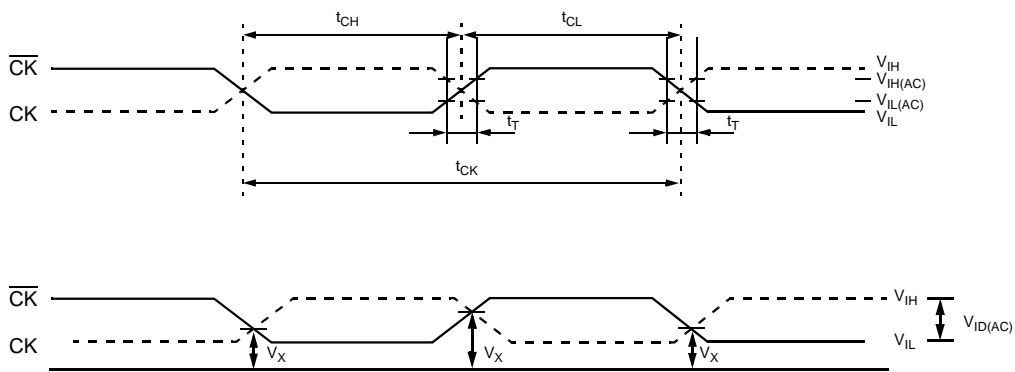 tCH
tCL
CK
VIH
VIH(AC)
CK
VIL(AC)
VIL
tT
tT
tCK
CK
VIH
VID(AC)
CK
VIL
VX
VX
VX